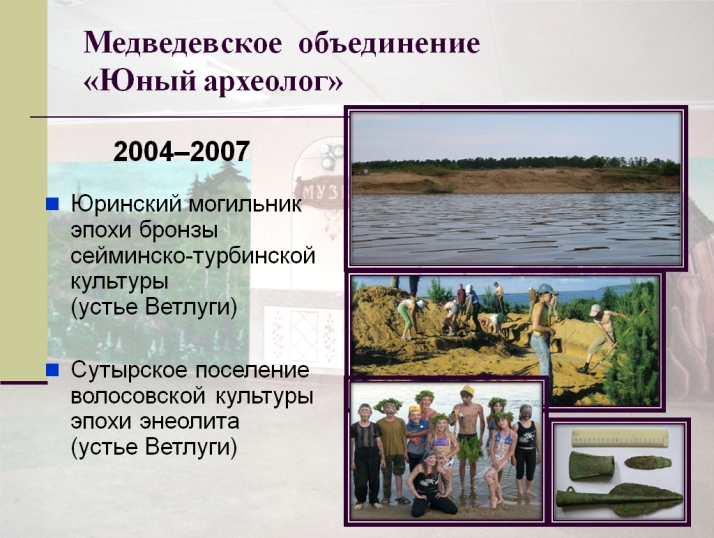 Медведевское объединение
«Юный археолог»
2004–2007
Юринский могильник
эпохи бронзы
сейминско-турбинской
культуры
(устье Ветлуги)
Сутырское поселение
волосовской культуры
эпохи энеолита
(устье Ветлуги)